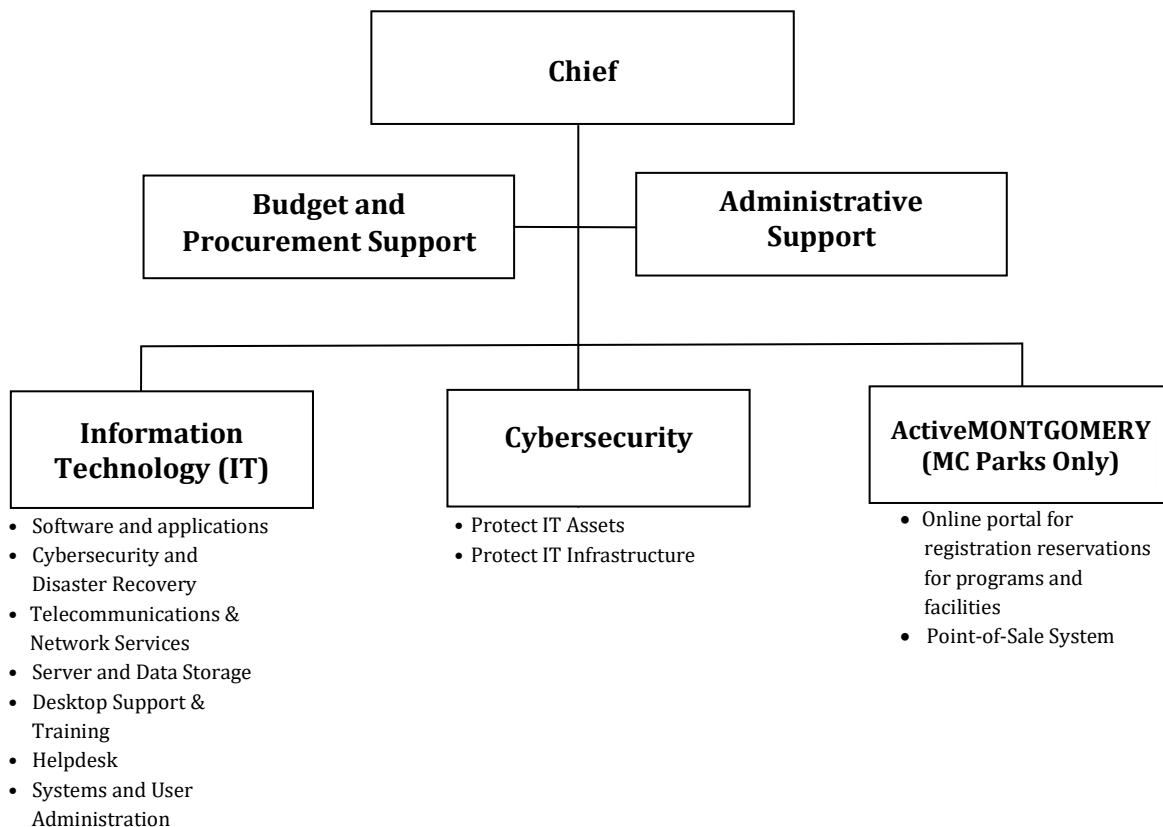 Chief
Budget and
Procurement Support
Administrative
Support
Information
Technology (IT)
• Software and applications
• Cybersecurity and
Disaster Recovery
• Telecommunications &
Network Services
• Server and Data Storage
• Desktop Support &
Training
• Helpdesk
• Systems and User
Administration
Cybersecurity
• Protect IT Assets
• Protect IT Infrastructure
ActiveMONTGOMERY
(MC Parks Only)
• Online portal for
registration reservations
for programs and
facilities
• Point-of-Sale System